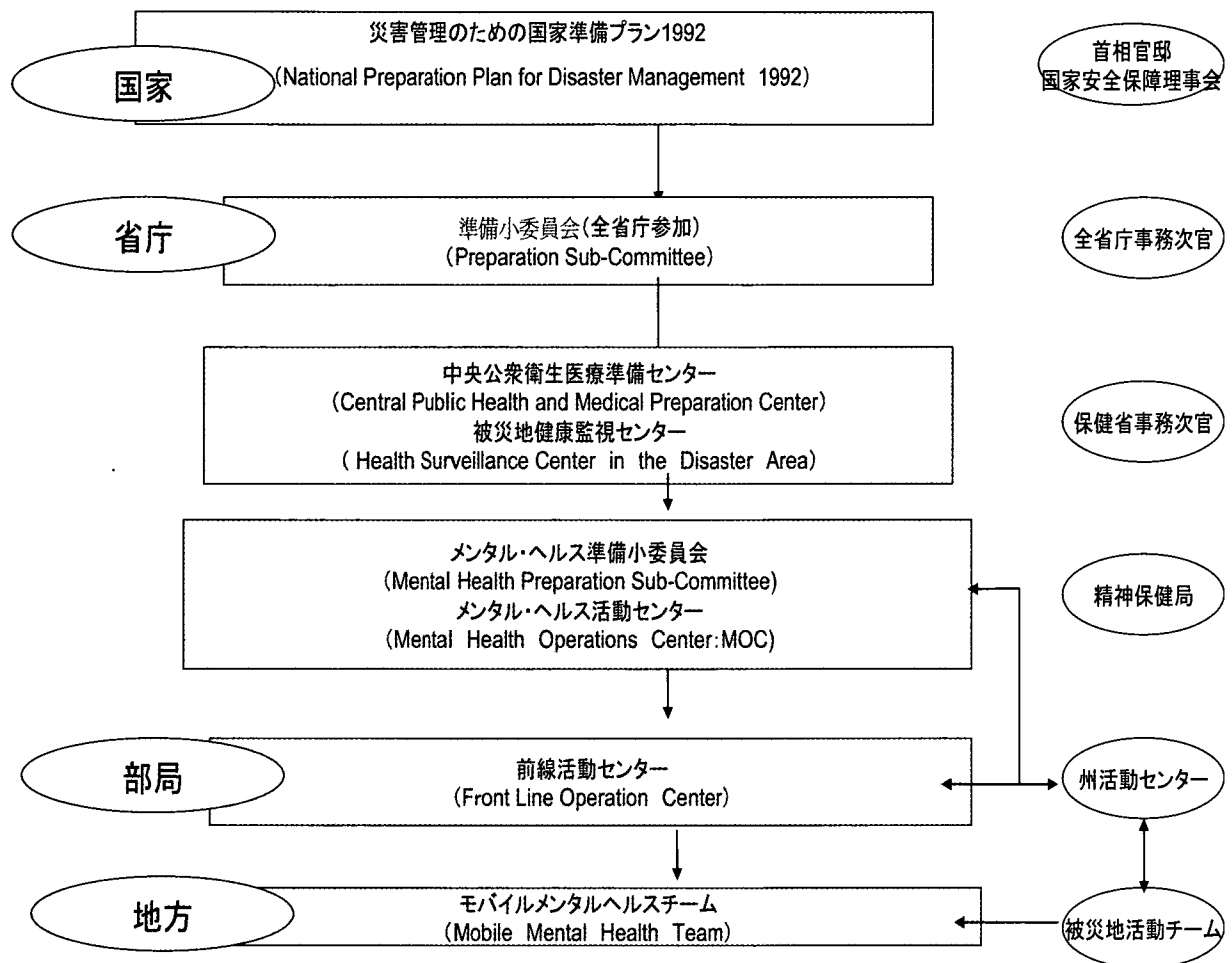 災害管理のための国家準備プラン1992
(National Preparation Plan for Disaster Management 1992)
国家
首相官邸
国家安全保障理事会
省庁
準備小委員会(全省庁参加)
(Preparation Sub-Committee)
全省庁事務次官
中央公衆衛生医療準備センター
(Central Public Health and Medical Preparation Center)
被災地健康監視センター
( Health Surveillance Center in the Disaster Area)
保健省事務次官
メンタル・ヘルス準備小委員会
(Mental Health Preparation Sub-Committee)
メンタル・ヘルス活動センター
(Mental Health Operations Center:MOC)
精神保健局
部局
前線活動センター
(Front Line Operation Center)
州活動センター
地方
モバイルメンタルヘルスチーム
(Mobile Mental Health Team)
被災地活動チーム